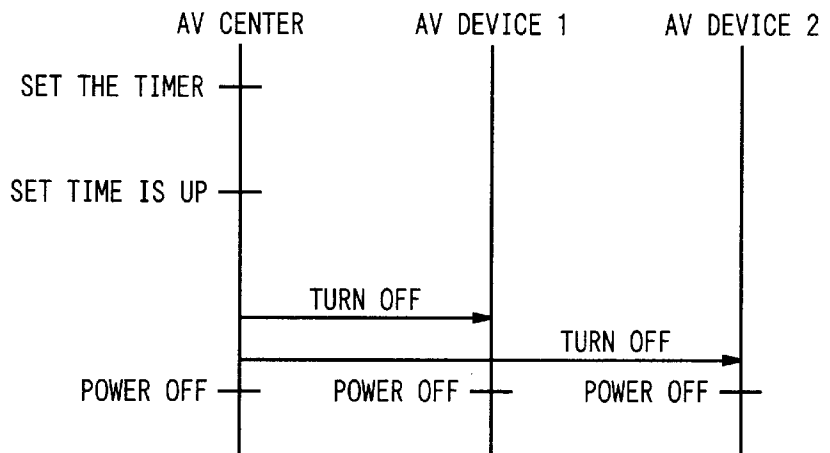 AV CENTER
AV DEVICE 1
AV DEVICE 2
SET THE TIMER
SET TIME IS UP
TURN OFF
TURN OFF
POWER OFF
POWER OFF
POWER OFF